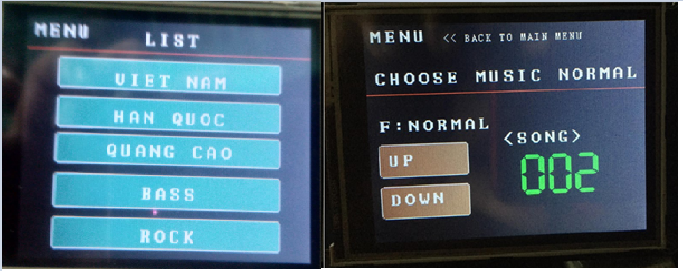 MENU
LIST
VIET NAM
HAN QUOC
QUANG CAO
BASS
ROCK
MENU << BACK TO MAIN MENU
CHOOSE MUSIC NORMAL
F:NORMAL
<SONG>
UP
002
DOWN